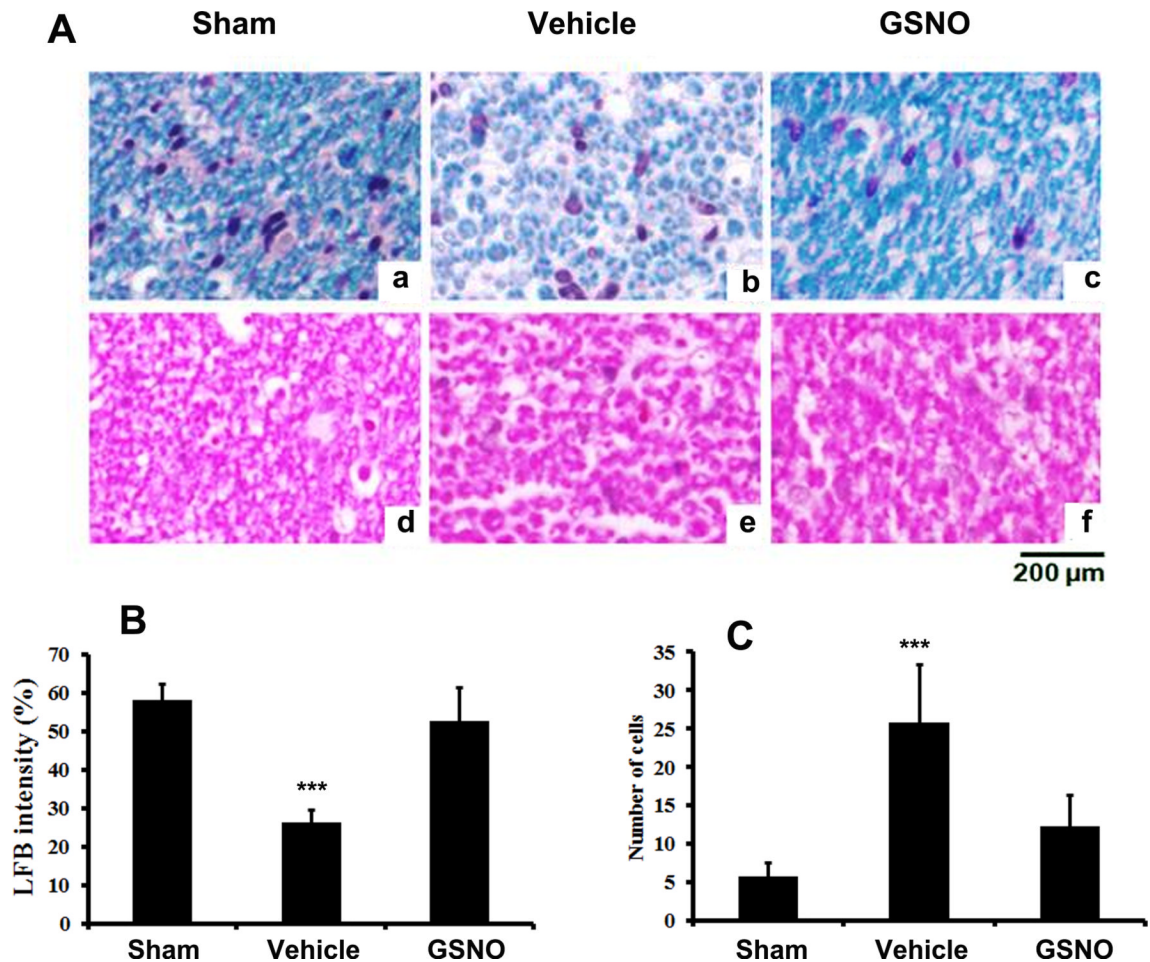 A
Sham Vehicle GSNO
a b c
d e f
200 µm
B
LFB intensity (%)
70
60
50
40
30
20
10
0
***
Sham Vehicle GSNO
C
Number of cells
35
30
25
20
15
10
5
0
***
Sham Vehicle GSNO